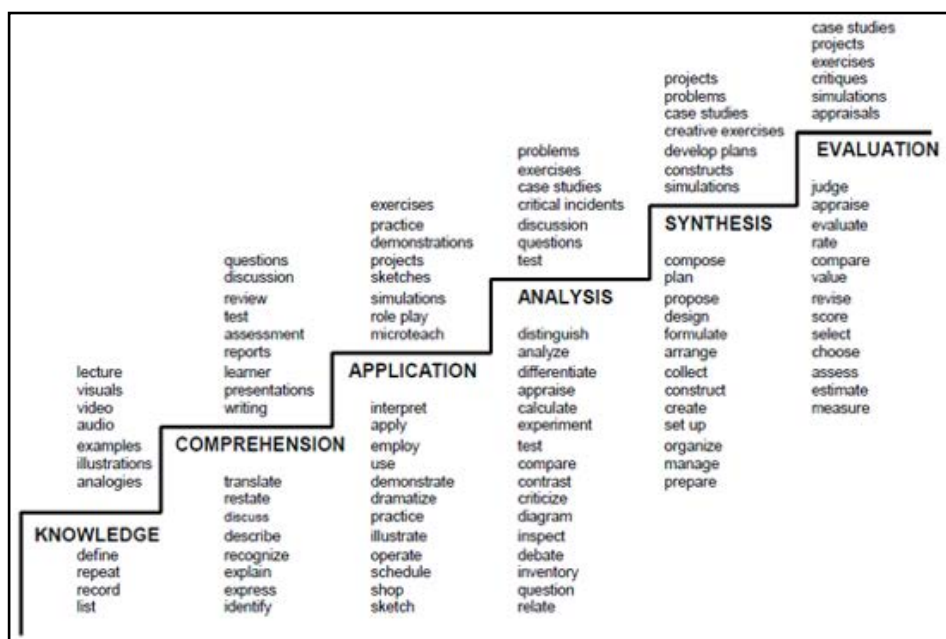 lecture
visuals
video
audio
examples
illustrations
analogies
KNOWLEDGE
define
repeat
record
list
questions
discussion
review
test
assessment
reports
learner
presentations
writing
COMPREHENSION
translate
restate
discuss
describe
recognize
explain
express
identify
exercises
practice
demonstrations
projects
sketches
simulations
role play
microteach
APPLICATION
interpret
apply
employ
use
demonstrate
dramatize
practice
illustrate
operate
schedule
shop
sketch
problems
exercises
case studies
critical incidents
discussion
questions
test
ANALYSIS
distinguish
analyze
differentiate
appraise
calculate
experiment
test
compare
contrast
criticize
diagram
inspect
debate
inventory
question
relate
projects
problems
case studies
creative exercises
develop plans
constructs
simulations
SYNTHESIS
compose
plan
propose
design
formulate
arrange
collect
construct
create
set up
organize
manage
prepare
case studies
projects
exercises
critiques
simulations
appraisals
EVALUATION
judge
appraise
evaluate
rate
compare
value
revise
score
select
choose
assess
estimate
measure